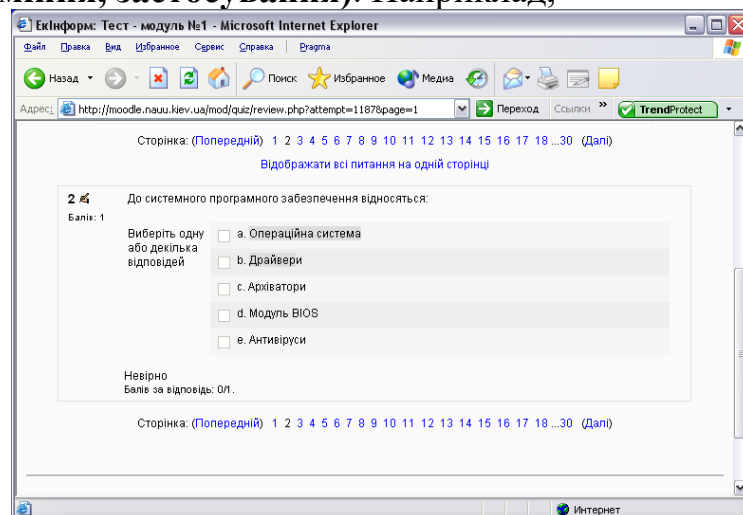 міння, застосування). Наприклад,
ЕкІнформ: Тест - модуль №1 - Microsoft Internet Explorer
Файл Правка Вид Избранное Сервис Справка Pragma
Назад Поиск Избранное Медиа
Адрес: http://moodle.nauu.kiev.ua/mod/quiz/review.php?attempt=1187&page=1 Переход Ссылки » TrendProtect
Сторінка: (Попередній) 1 2 3 4 5 6 7 8 9 10 11 12 13 14 15 16 17 18 ...30 (Далі)
Відображати всі питання на одній сторінці
2 До системного програмного забезпечення відносяться:
Балів: 1
Виберіть одну або декілька відповідей
a. Операційна система
b. Драйвери
c. Архіватори
d. Модуль BIOS
e. Антивіруси
Невірно
Балів за відповідь: 0/1.
Сторінка: (Попередній) 1 2 3 4 5 6 7 8 9 10 11 12 13 14 15 16 17 18 ...30 (Далі)
Интернет